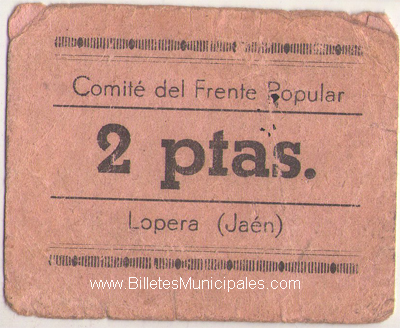 Comité del Frente Popular
2 ptas.
Lopera (Jaén)
www.BilletesMunicipales.com